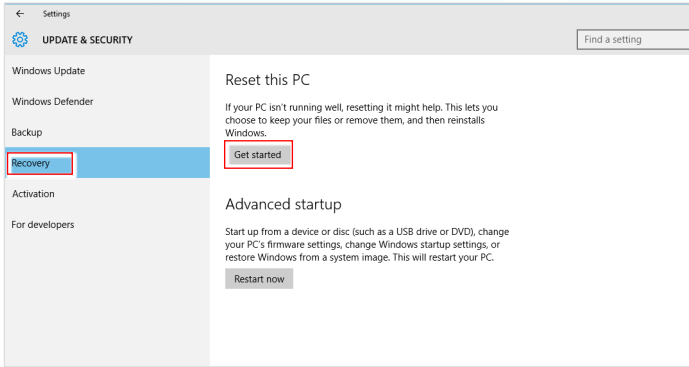 Settings
UPDATE & SECURITY
Find a setting
Windows Update
Windows Defender
Backup
Recovery
Activation
For developers
Reset this PC
If your PC isn't running well, resetting it might help. This lets you
choose to keep your files or remove them, and then reinstalls
Windows.
Get started
Advanced startup
Start up from a device or disc (such as a USB drive or DVD), change
your PC's firmware settings, change Windows startup settings, or
restore Windows from a system image. This will restart your PC.
Restart now